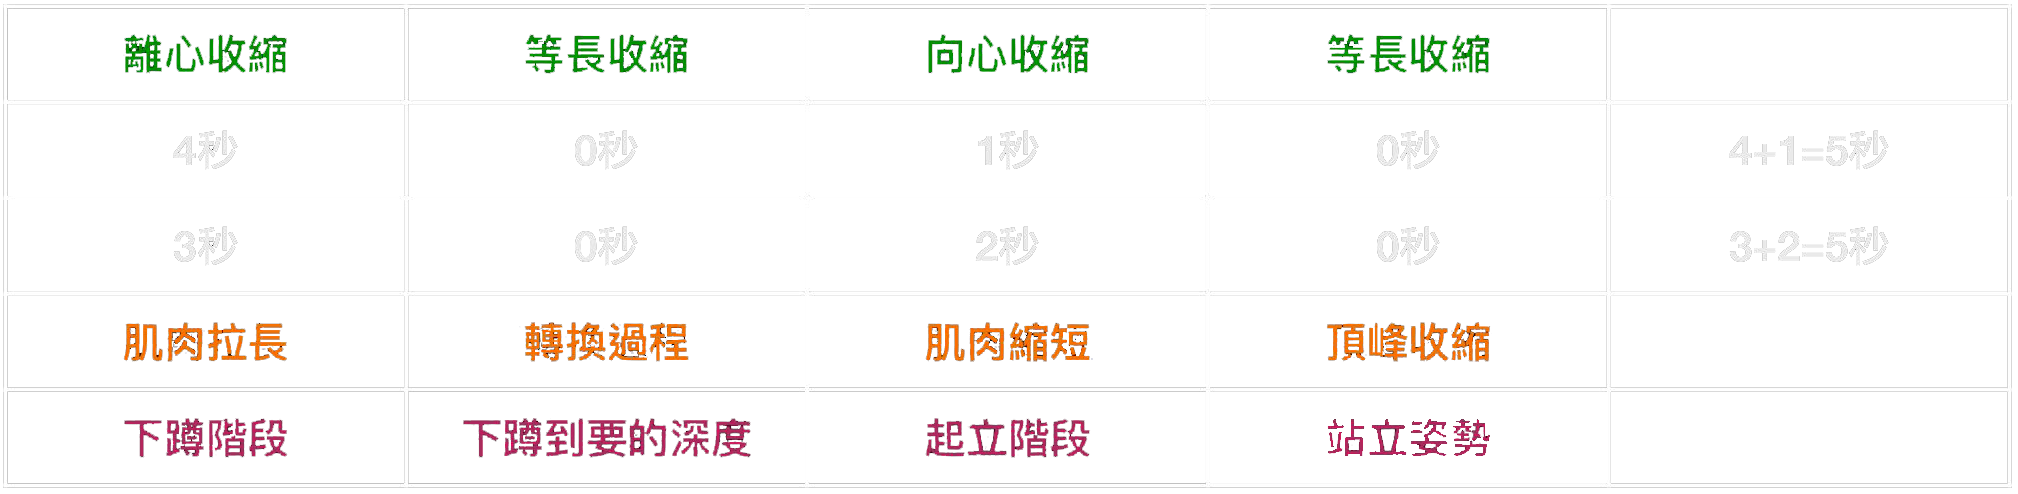 離心收縮 等長收縮 向心收縮 等長收縮
4秒 0秒 1秒 0秒 4+1=5秒
3秒 0秒 2秒 0秒 3+2=5秒
肌肉拉長 轉換過程 肌肉縮短 頂峰收縮
下蹲階段 下蹲到要的深度 起立階段 站立姿勢